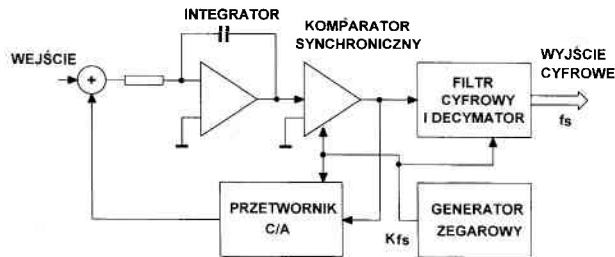 INTEGRATOR
KOMPARATOR
SYNCHRONICZNY
WEJŚCIE
+
WYJŚCIE
CYFROWE
FILTR
CYFROWY
I DECYMATOR
fs
PRZETWORNIK
C/A
Kfs
GENERATOR
ZEGAROWY